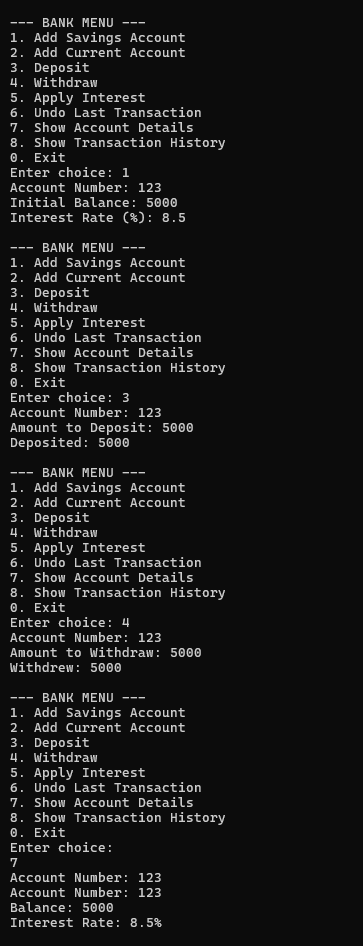 --- BANK MENU ---
1. Add Savings Account
2. Add Current Account
3. Deposit
4. Withdraw
5. Apply Interest
6. Undo Last Transaction
7. Show Account Details
8. Show Transaction History
0. Exit
Enter choice: 1
Account Number: 123
Initial Balance: 5000
Interest Rate (%): 8.5

--- BANK MENU ---
1. Add Savings Account
2. Add Current Account
3. Deposit
4. Withdraw
5. Apply Interest
6. Undo Last Transaction
7. Show Account Details
8. Show Transaction History
0. Exit
Enter choice: 3
Account Number: 123
Amount to Deposit: 5000
Deposited: 5000

--- BANK MENU ---
1. Add Savings Account
2. Add Current Account
3. Deposit
4. Withdraw
5. Apply Interest
6. Undo Last Transaction
7. Show Account Details
8. Show Transaction History
0. Exit
Enter choice: 4
Account Number: 123
Amount to Withdraw: 5000
Withdrew: 5000

--- BANK MENU ---
1. Add Savings Account
2. Add Current Account
3. Deposit
4. Withdraw
5. Apply Interest
6. Undo Last Transaction
7. Show Account Details
8. Show Transaction History
0. Exit
Enter choice:
7
Account Number: 123
Account Number: 123
Balance: 5000
Interest Rate: 8.5%